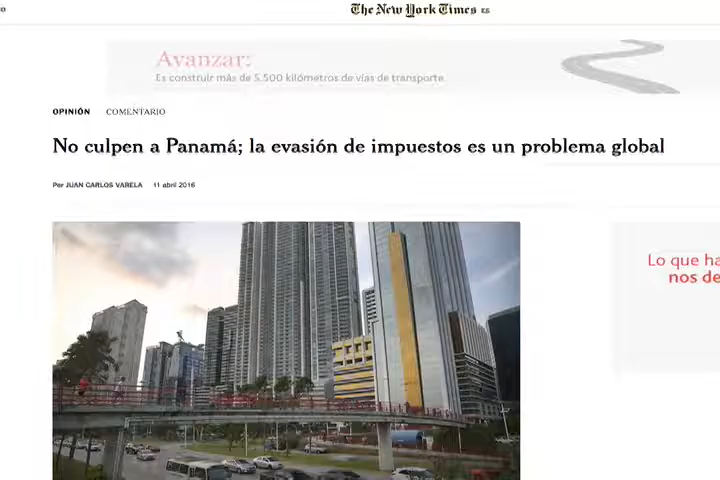 The New York Times ES
Avanzar:
Es construir más de 5.500 kilómetros de vías de transporte.
OPINIÓN COMENTARIO
No culpen a Panamá; la evasión de impuestos es un problema global
Por JUAN CARLOS VARELA 11 abril 2016
Lo que ha
nos de